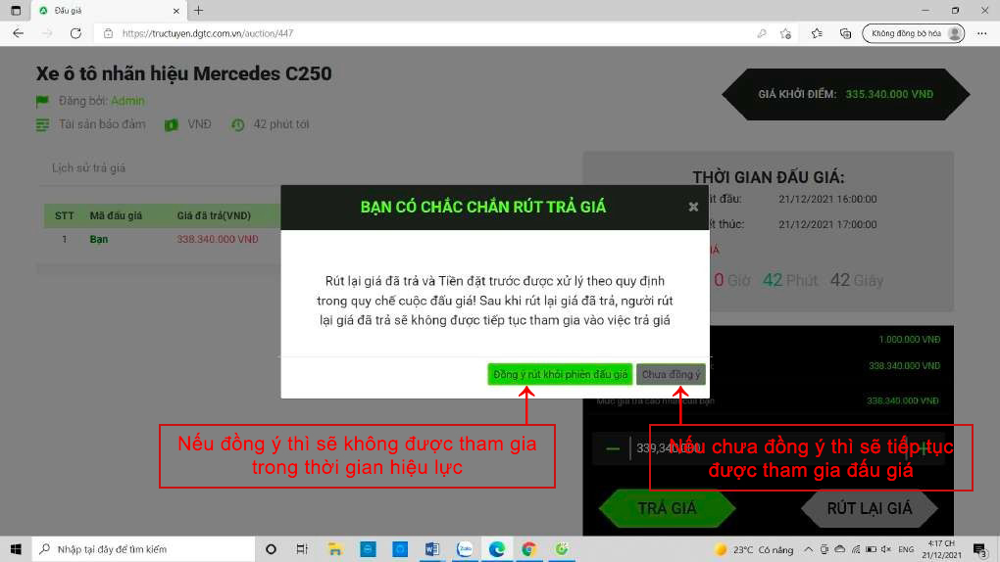 Đấu giá
https://tructuyen.dgtc.com.vn/auction/447
Không đồng bộ hóa
Xe ô tô nhãn hiệu Mercedes C250
Đăng bởi: Admin
Tài sản bảo đảm VNĐ 42 phút tới
GIÁ KHỞI ĐIỂM: 335.340.000 VNĐ
Lịch sử trả giá
STT Mã đấu giá Giá đã trả(VNĐ)
1 Bạn 338.340.000 VNĐ
THỜI GIAN ĐẤU GIÁ:
21/12/2021 16:00:00
21/12/2021 17:00:00
0 Giờ 42 Phút 42 Giây
BẠN CÓ CHẮC CHẮN RÚT TRẢ GIÁ
Rút lại giá đã trả và Tiền đặt trước được xử lý theo quy định
trong quy chế cuộc đấu giá! Sau khi rút lại giá đã trả, người rút
lại giá đã trả sẽ không được tiếp tục tham gia vào việc trả giá
Đồng ý rút khỏi phiên đấu giá Chưa đồng ý
1.000.000 VNĐ
338.340.000 VNĐ
Mức giá trả cao nhất của bạn 338.340.000 VNĐ
339,340,000
Nếu đồng ý thì sẽ không được tham gia
trong thời gian hiệu lực
Nếu chưa đồng ý thì sẽ tiếp tục
được tham gia đấu giá
TRẢ GIÁ RÚT LẠI GIÁ
Nhập tại đây để tìm kiếm
Zalo
23°C Có nắng
ENG
4:17 CH
21/12/2021
3